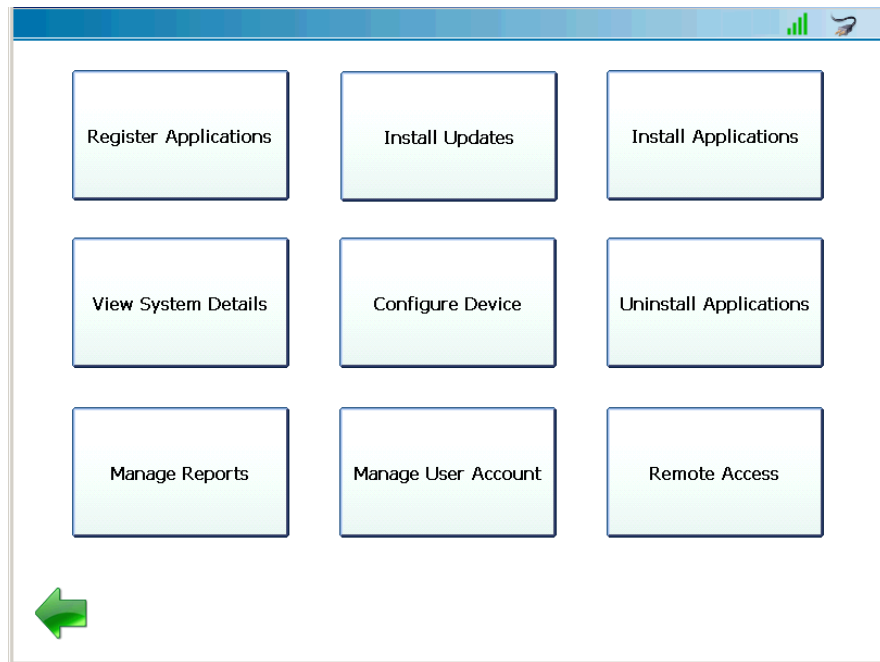 Register Applications
Install Updates
Install Applications
View System Details
Configure Device
Uninstall Applications
Manage Reports
Manage User Account
Remote Access